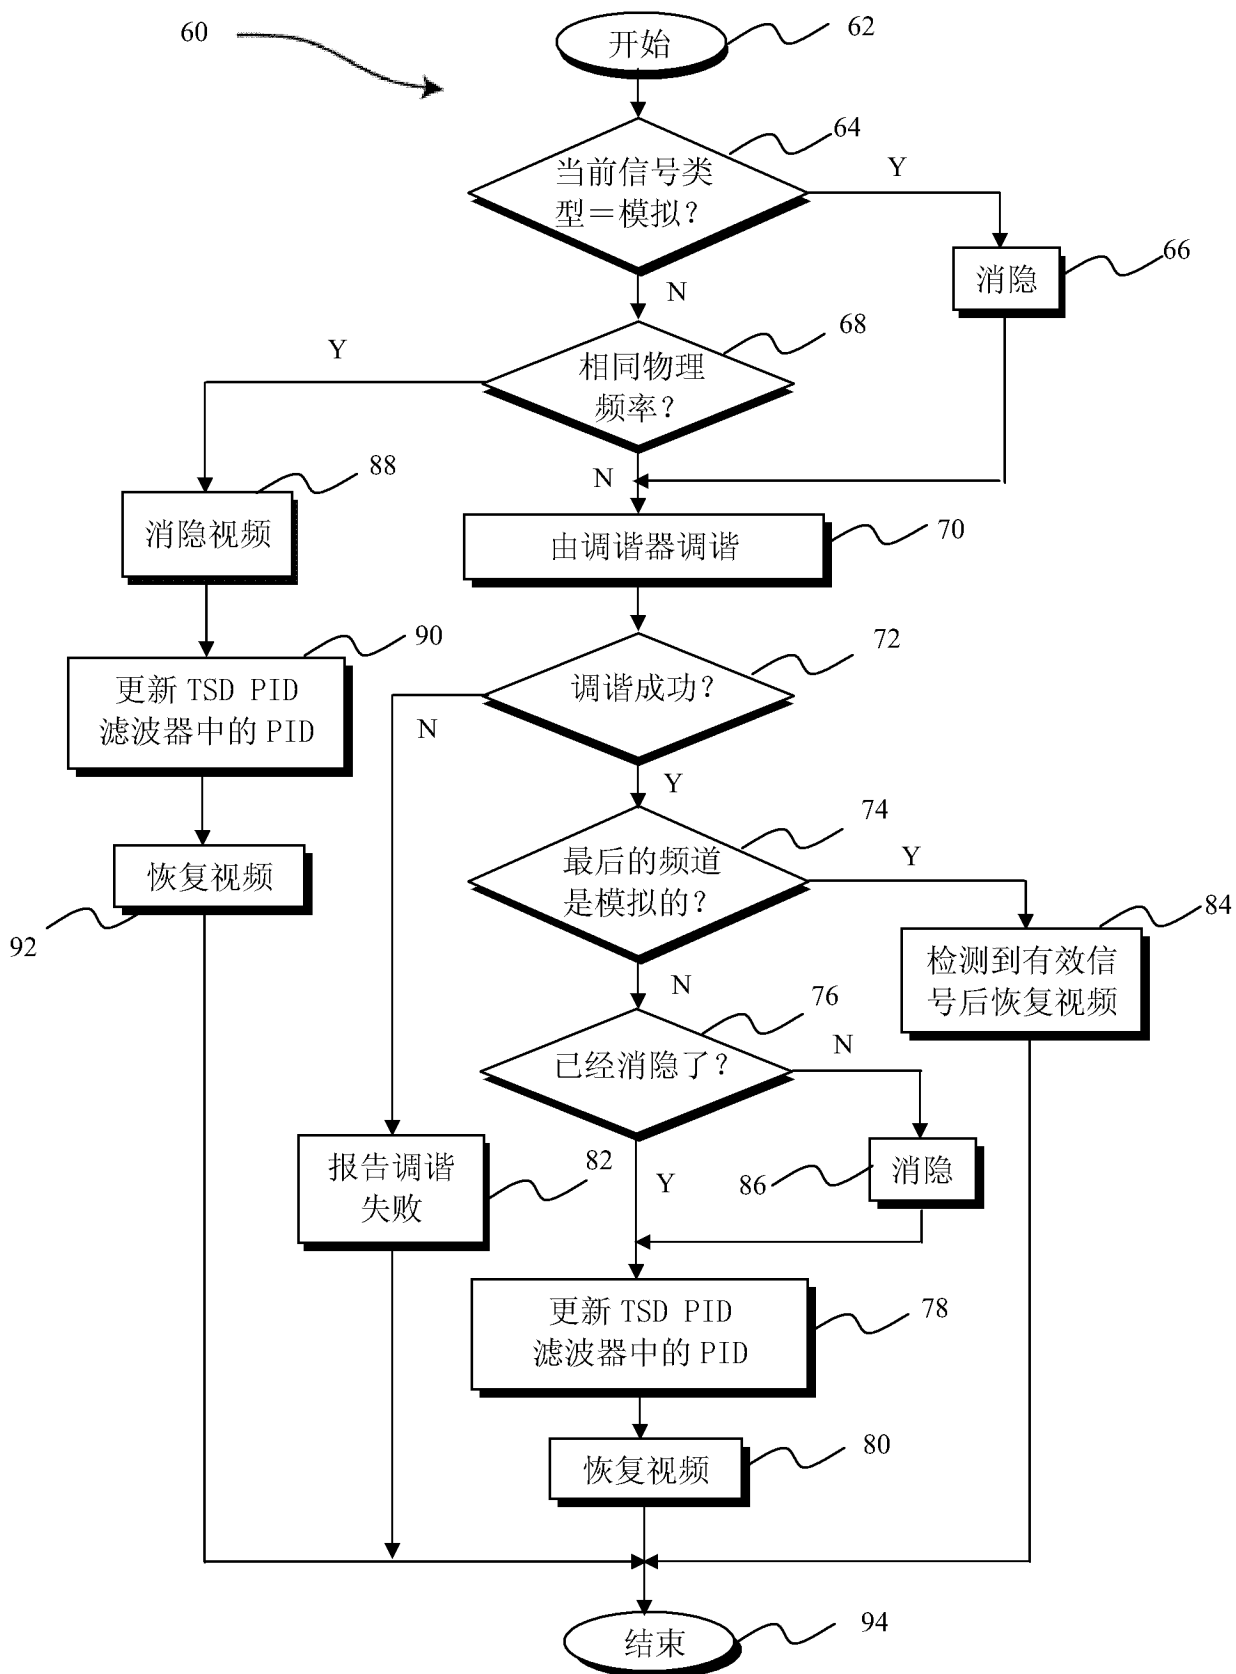 60
开始
62
64
当前信号类
型＝模拟？
Y
66
消隐
N
68
Y
相同物理
频率？
88
N
消隐视频
由调谐器调谐
70
90
72
更新 TSD PID
滤波器中的 PID
调谐成功？
N
Y
74
恢复视频
最后的频道
是模拟的？
Y
84
92
检测到有效信
号后恢复视频
N
76
已经消隐了？
N
报告调谐
失败
82
Y
86
消隐
更新 TSD PID
滤波器中的 PID
78
恢复视频
80
结束
94